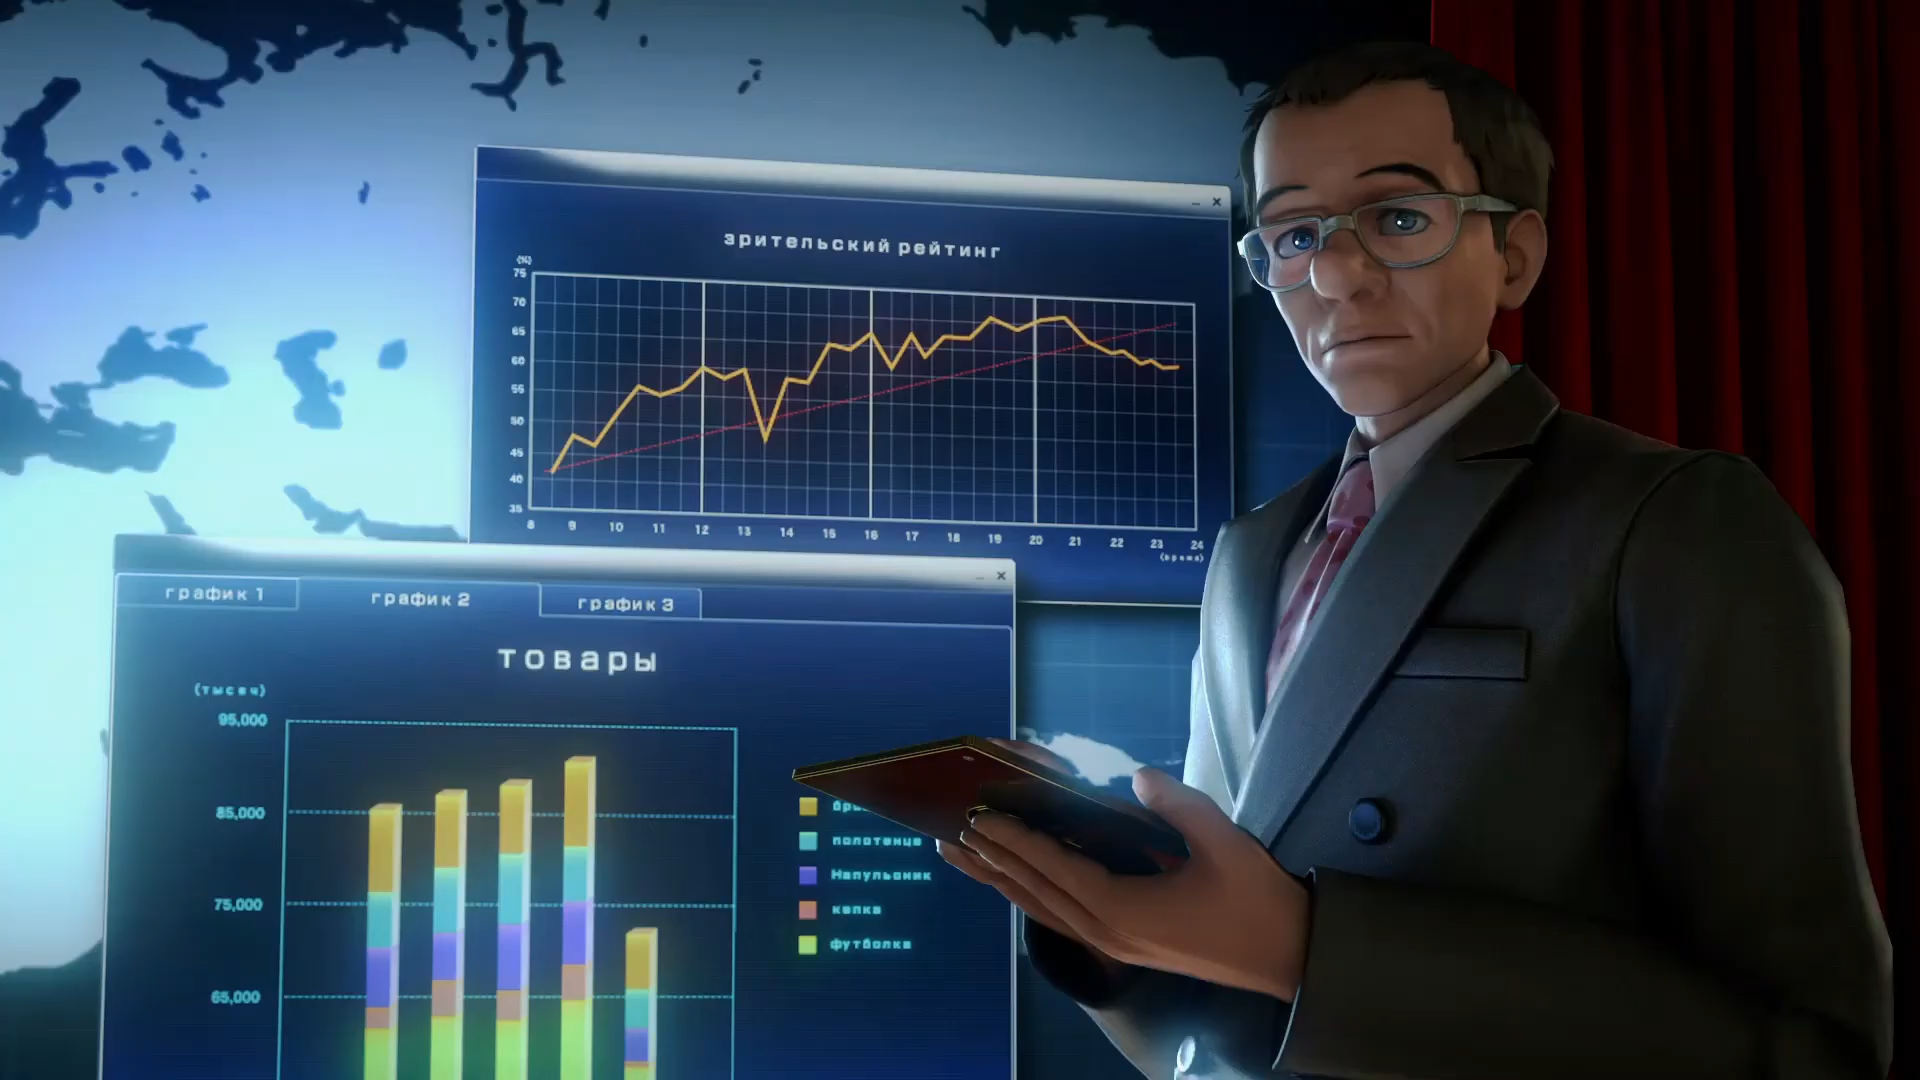 зрительский рейтинг
(%)
75
70
65
60
55
50
45
40
35
8 9 10 11 12 13 14 15 16 17 18 19 20 21 22 23 24
(время)
график 1 график 2 график 3
товары
(тысяч)
95,000
85,000
75,000
65,000
полотенце
Напульсник
кепка
футболка